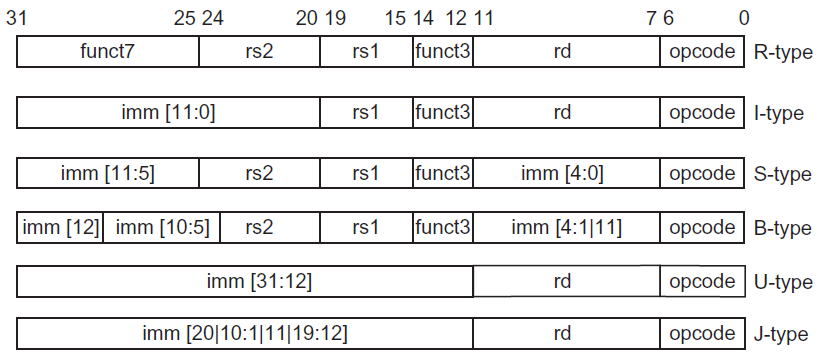 31 25 24 20 19 15 14 12 11 7 6 0
funct7 rs2 rs1 funct3 rd opcode R-type
imm [11:0] rs1 funct3 rd opcode I-type
imm [11:5] rs2 rs1 funct3 imm [4:0] opcode S-type
imm [12] imm [10:5] rs2 rs1 funct3 imm [4:1|11] opcode B-type
imm [31:12] rd opcode U-type
imm [20|10:1|11|19:12] rd opcode J-type